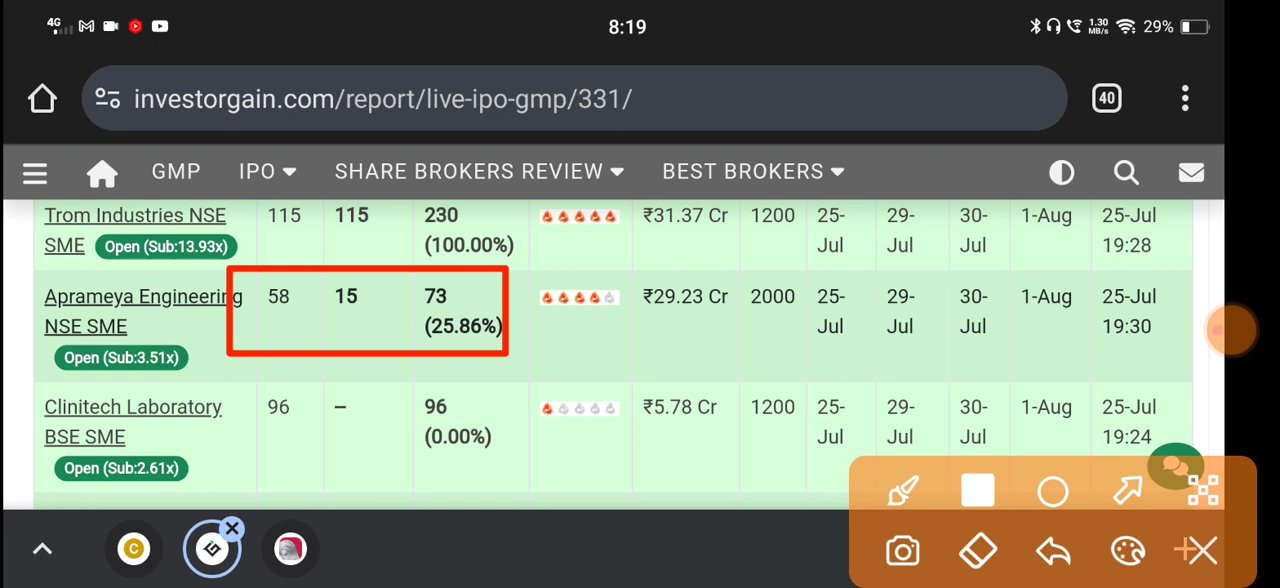 4G 8:19 1.30 MB/s 29%
investorgain.com/report/live-ipo-gmp/331/ 40
GMP IPO SHARE BROKERS REVIEW BEST BROKERS
Trom Industries NSE 115 115 230 ₹31.37 Cr 1200 25- 29- 30- 1-Aug 25-Jul
SME Open (Sub:13.93x) (100.00%) Jul Jul Jul 19:28
Aprameya Engineering 58 15 73 ₹29.23 Cr 2000 25- 29- 30- 1-Aug 25-Jul
NSE SME (25.86%) Jul Jul Jul 19:30
Open (Sub:3.51x)
Clinitech Laboratory 96 – 96 ₹5.78 Cr 1200 25- 29- 30- 1-Aug 25-Jul
BSE SME (0.00%) Jul Jul Jul 19:24
Open (Sub:2.61x)
C